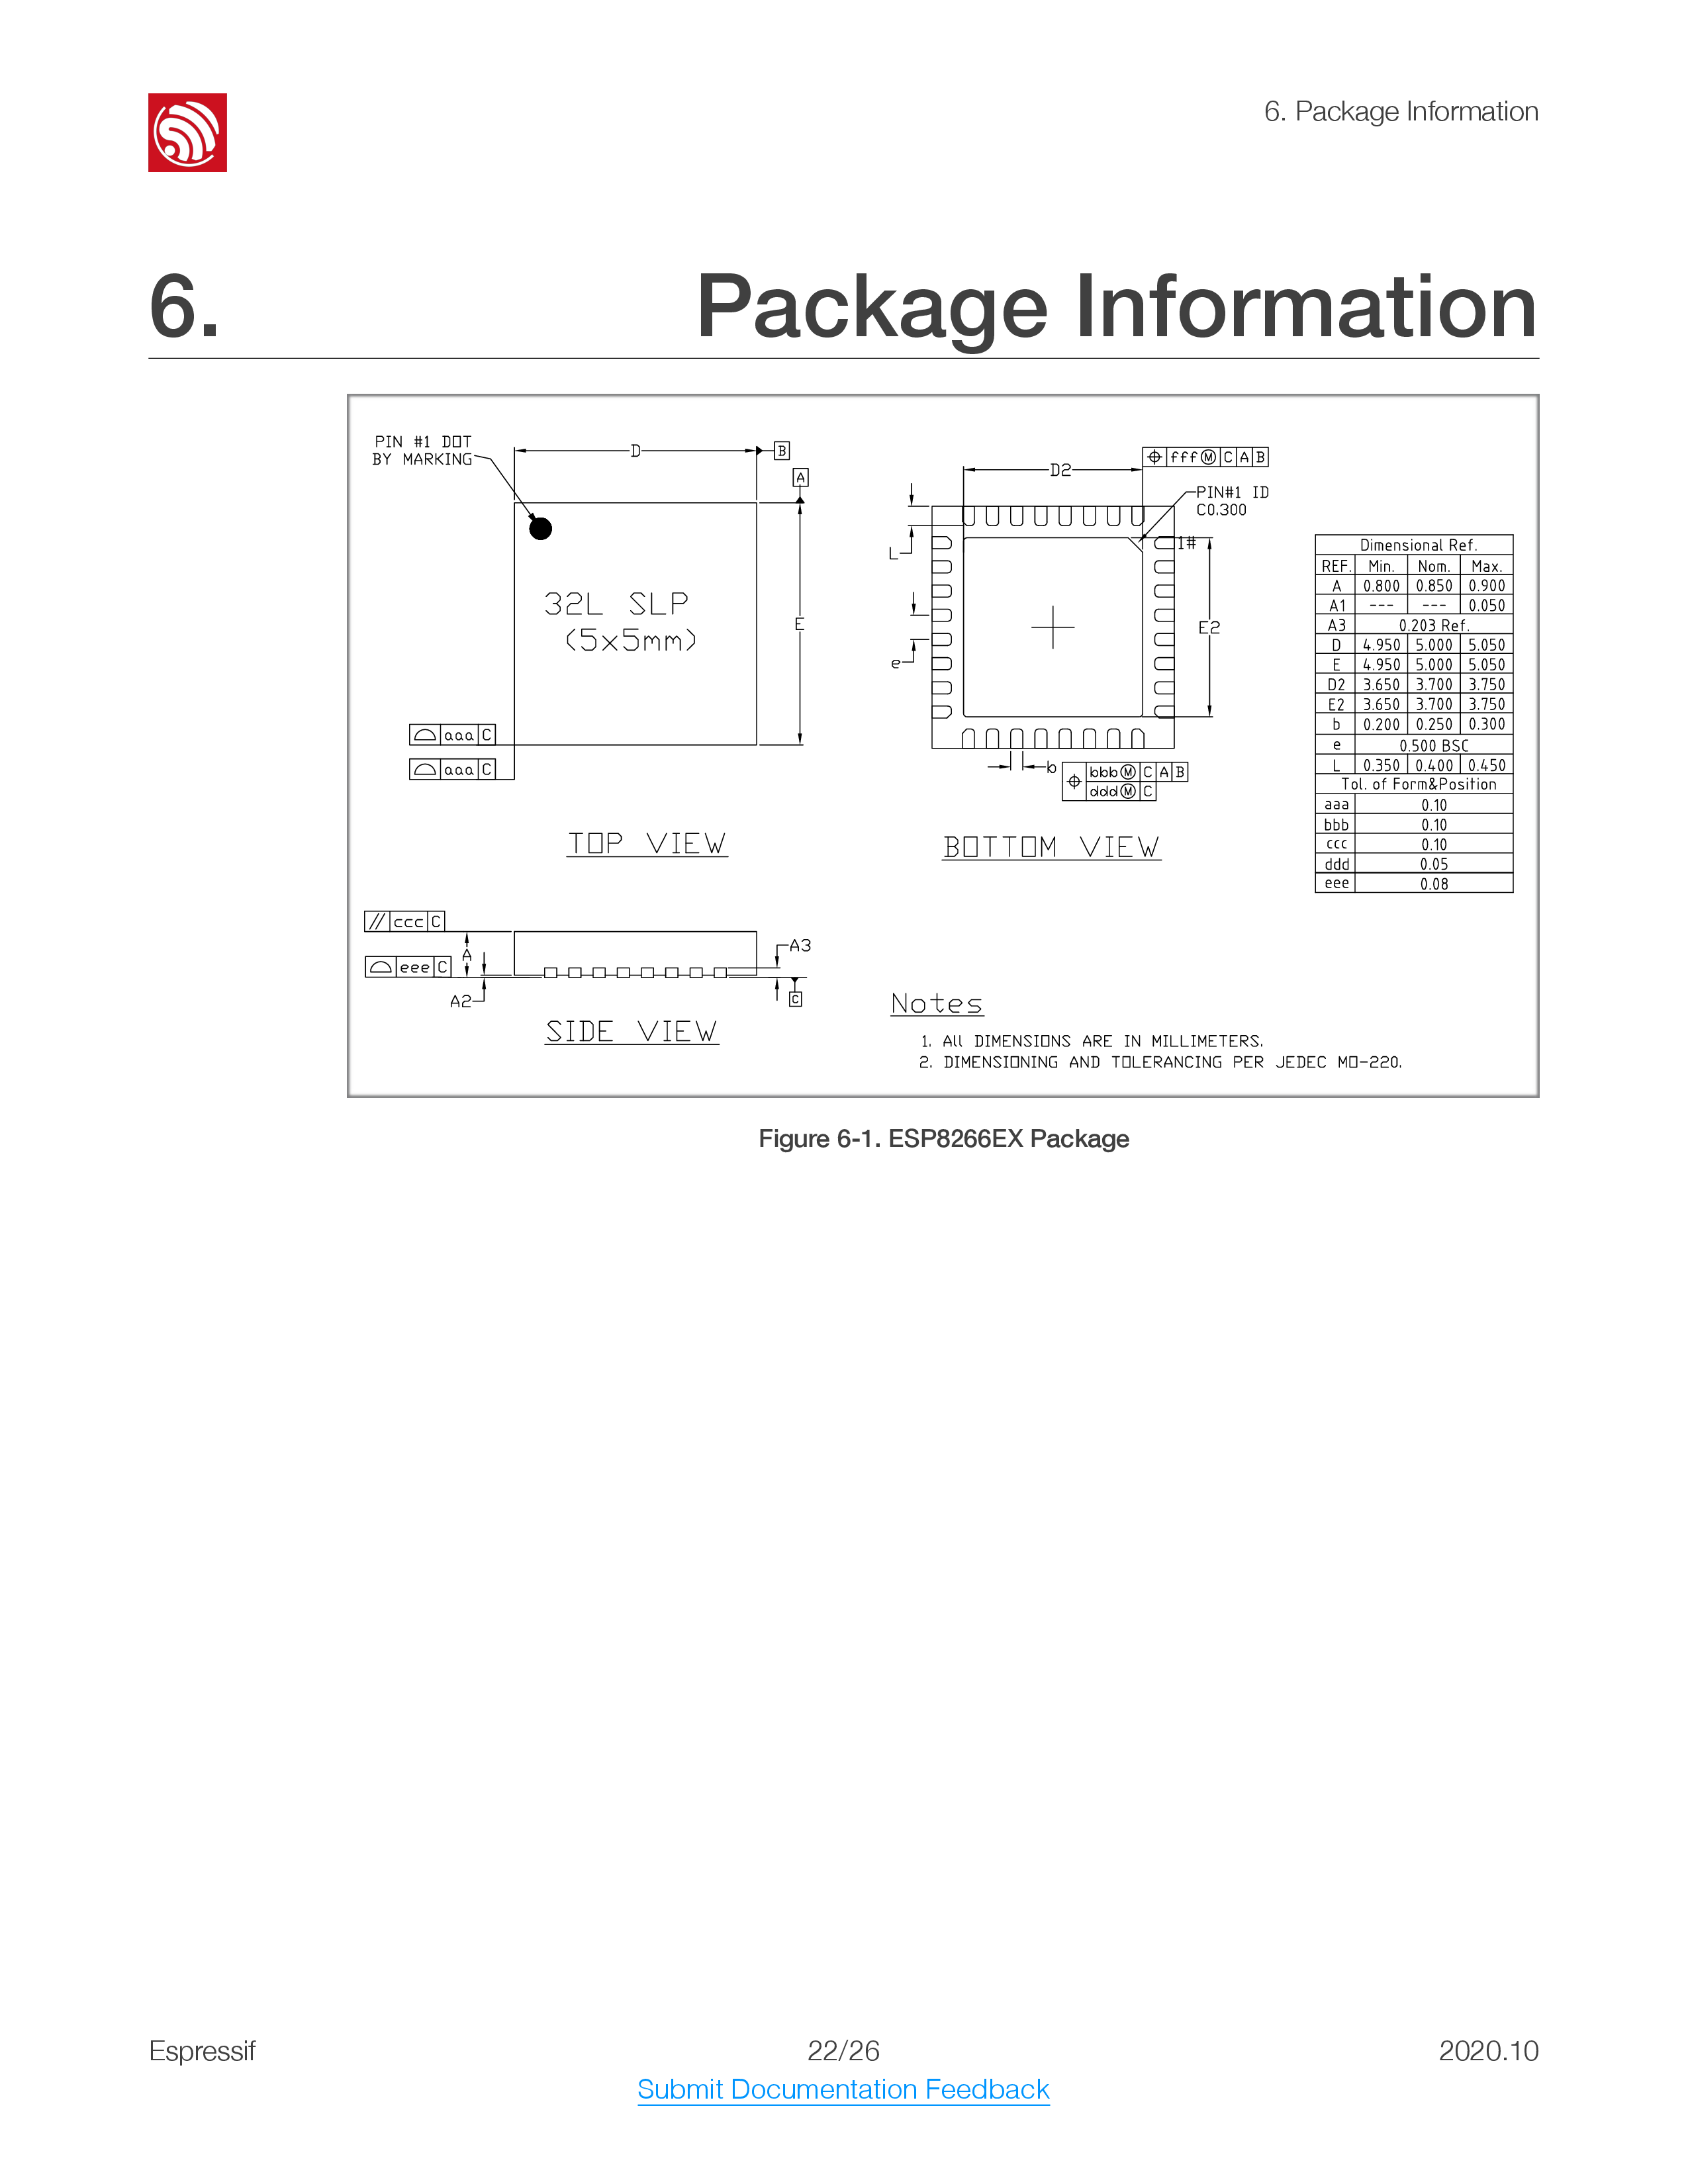 6. Package Information
6. Package Information
PIN #1 DOT
BY MARKING
D
B
A
32L SLP
(5x5mm)
E
aaa C
aaa C
TOP VIEW
fff Ⓜ C A B
D2
PIN#1 ID
C0.300
1#
L
e
E2
b
bbb Ⓜ C A B
ddd Ⓜ C
BOTTOM VIEW
Dimensional Ref.
REF. Min. Nom. Max.
A 0.800 0.850 0.900
A1 --- --- 0.050
A3 0.203 Ref.
D 4.950 5.000 5.050
E 4.950 5.000 5.050
D2 3.650 3.700 3.750
E2 3.650 3.700 3.750
b 0.200 0.250 0.300
e 0.500 BSC
L 0.350 0.400 0.450
Tol. of Form&Position
aaa 0.10
bbb 0.10
ccc 0.10
ddd 0.05
eee 0.08
// ccc C
A
eee C
A2
A3
C
SIDE VIEW
Notes
1. All DIMENSIONS ARE IN MILLIMETERS.
2. DIMENSIONING AND TOLERANCING PER JEDEC MO-220.
Figure 6-1. ESP8266EX Package
Espressif 22/26 2020.10
Submit Documentation Feedback